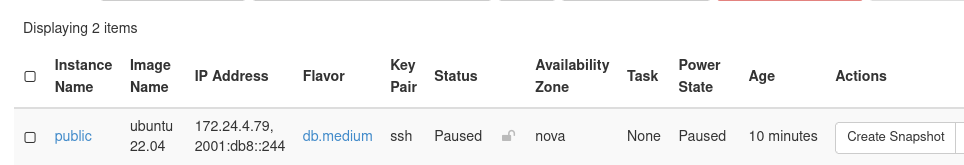 Displaying 2 items
Instance Name
Image Name
IP Address
Flavor
Key Pair
Status
Availability Zone
Task
Power State
Age
Actions
public
ubuntu 22.04
172.24.4.79, 2001:db8::244
db.medium
ssh
Paused
nova
None
Paused
10 minutes
Create Snapshot